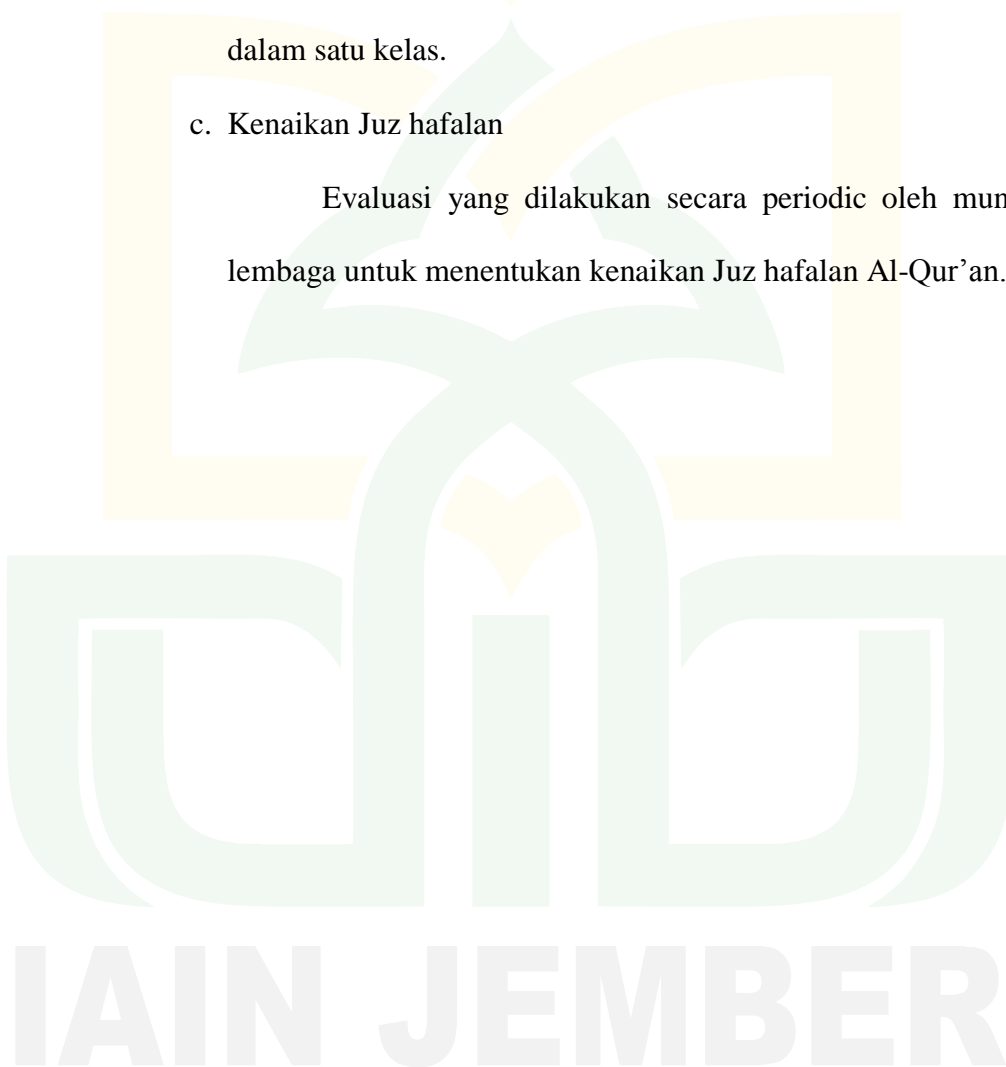 dalam satu kelas.
c. Kenaikan Juz hafalan
Evaluasi yang dilakukan secara periodic oleh
lembaga untuk menentukan kenaikan Juz hafalan Al-Qur’an.
IAIN JEMBER